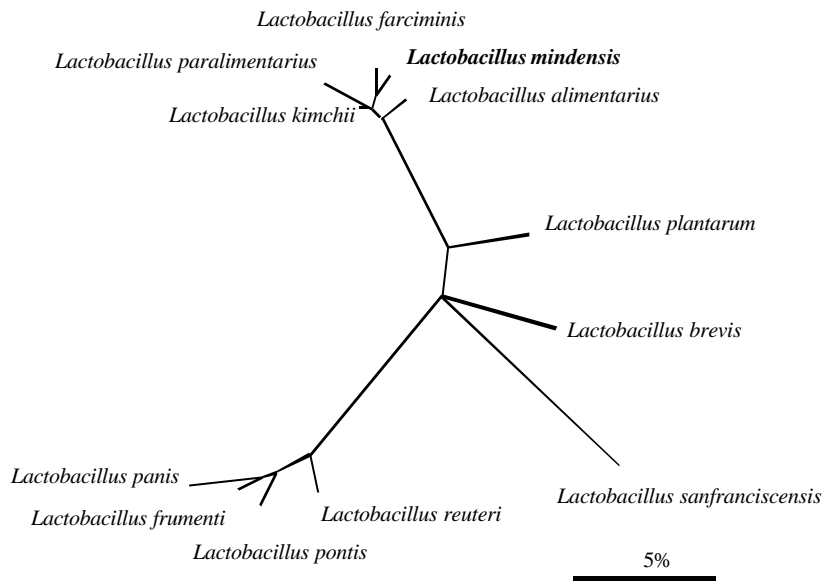 Lactobacillus farciminis
Lactobacillus mindensis
Lactobacillus paralimentarius
Lactobacillus alimentarius
Lactobacillus kimchii
Lactobacillus plantarum
Lactobacillus brevis
Lactobacillus panis
Lactobacillus sanfranciscensis
Lactobacillus frumenti
Lactobacillus reuteri
Lactobacillus pontis
5%